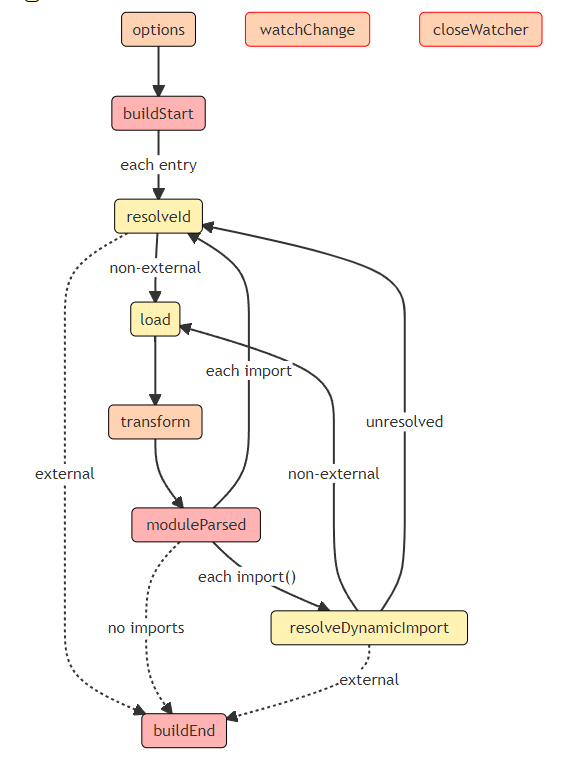 options
watchChange
closeWatcher
buildStart
each entry
resolveId
non-external
load
each import
transform
unresolved
external
non-external
moduleParsed
each import()
no imports
resolveDynamicImport
external
buildEnd